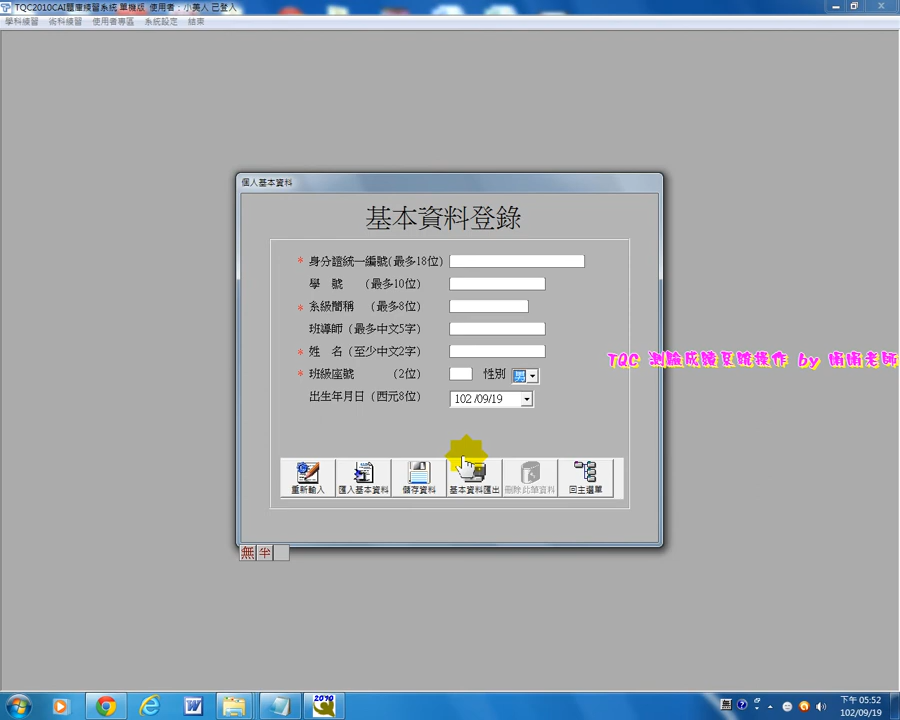 TQC2010CAI題庫練習系統 單機版 使用者：小美人 已登入
學科練習 術科練習 使用者專區 系統設定 結束
個人基本資料
基本資料登錄
* 身分證統一編號(最多18位)
學 號 (最多10位)
* 系級簡稱 (最多8位)
班導師 (最多中文5字)
* 姓 名 (至少中文2字)
* 班級座號 (2位) 性別 男
出生年月日 (西元8位) 102 /09/19
重新輸入 匯入基本資料 儲存資料 基本資料匯出 刪除此筆資料 回主選單
無 半
TQC 測驗成績及操作 by 老師
2010
下午 05:52
102/09/19